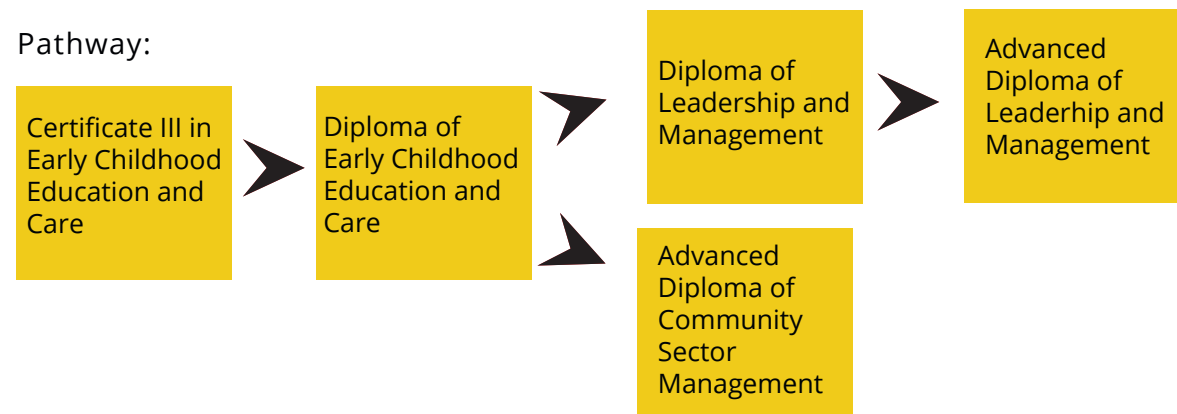 Pathway:
Certificate III in
Early Childhood
Education and
Care
Diploma of
Early Childhood
Education and
Care
Diploma of
Leadership and
Management
Advanced
Diploma of
Leaderhip and
Management
Advanced
Diploma of
Community
Sector
Management